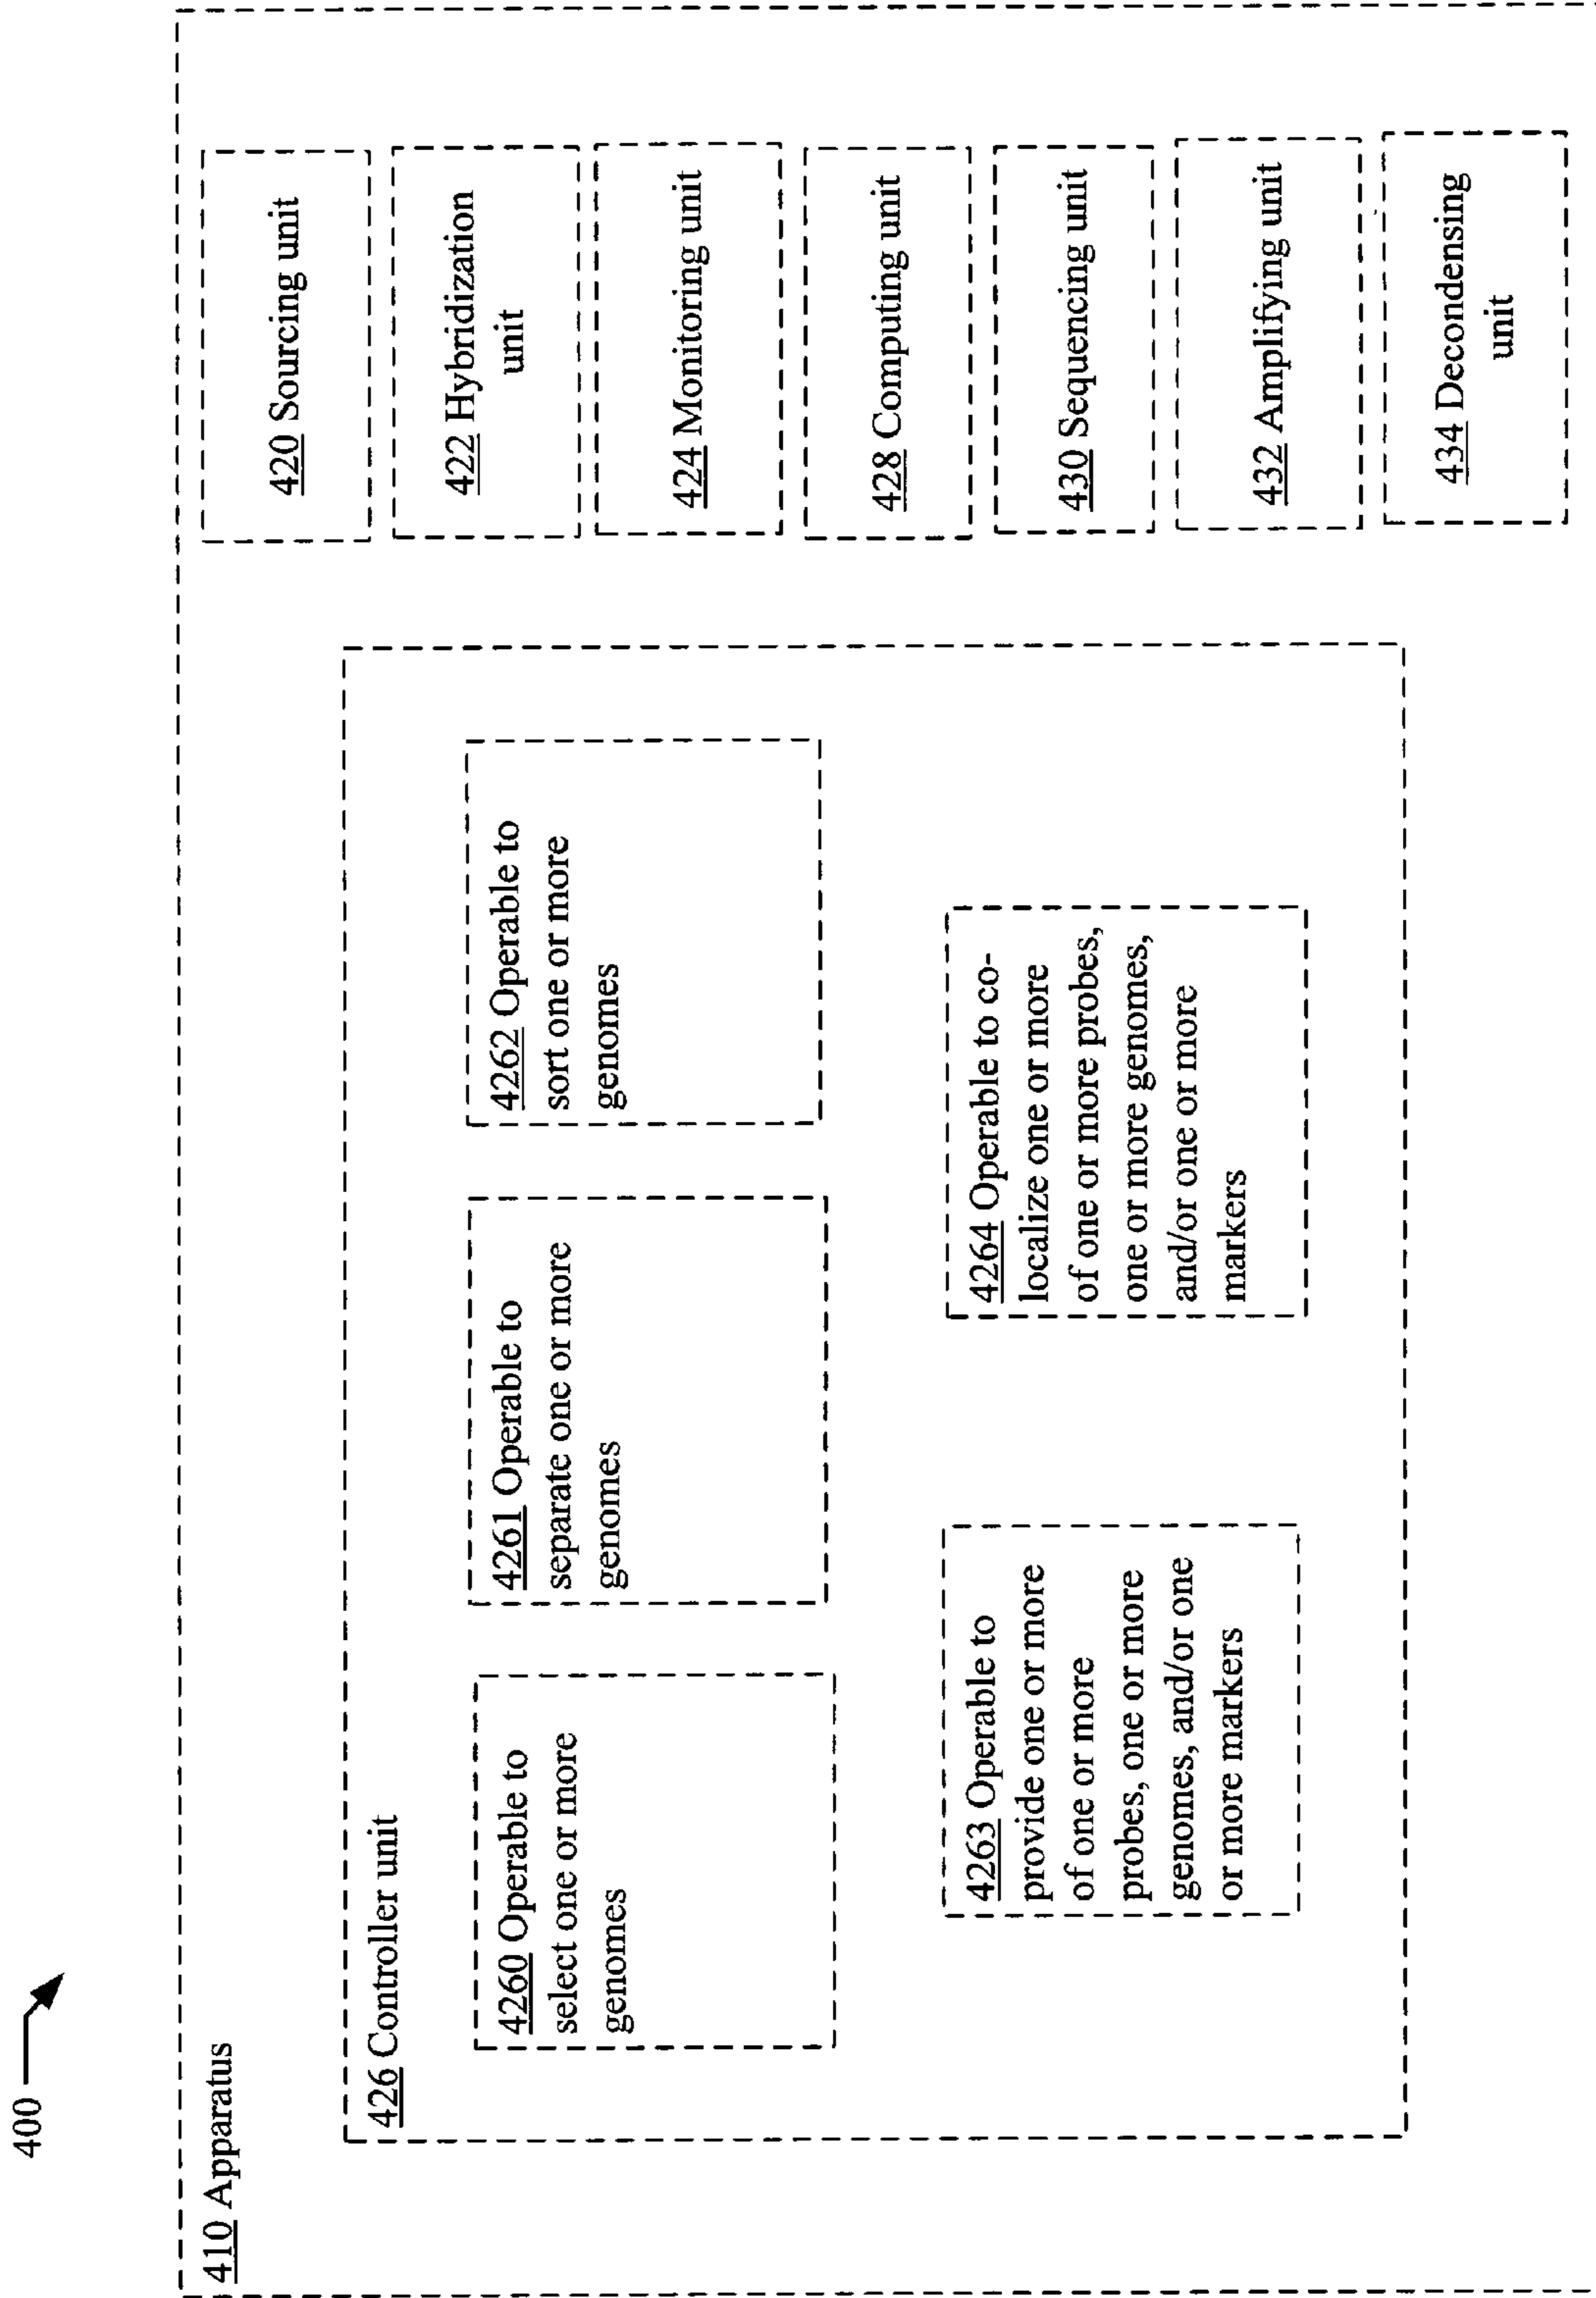 400
410 Apparatus
426 Controller unit
4260 Operable to
select one or more
genomes
4261 Operable to
separate one or more
genomes
4262 Operable to
sort one or more
genomes
4263 Operable to
provide one or more
of one or more
probes, one or more
genomes, and/or one
or more markers
4264 Operable to co-
localize one or more
of one or more probes,
one or more genomes,
and/or one or more
markers
420 Sourcing unit
422 Hybridization
unit
424 Monitoring unit
428 Computing unit
430 Sequencing unit
432 Amplifying unit
434 Decondensing
unit